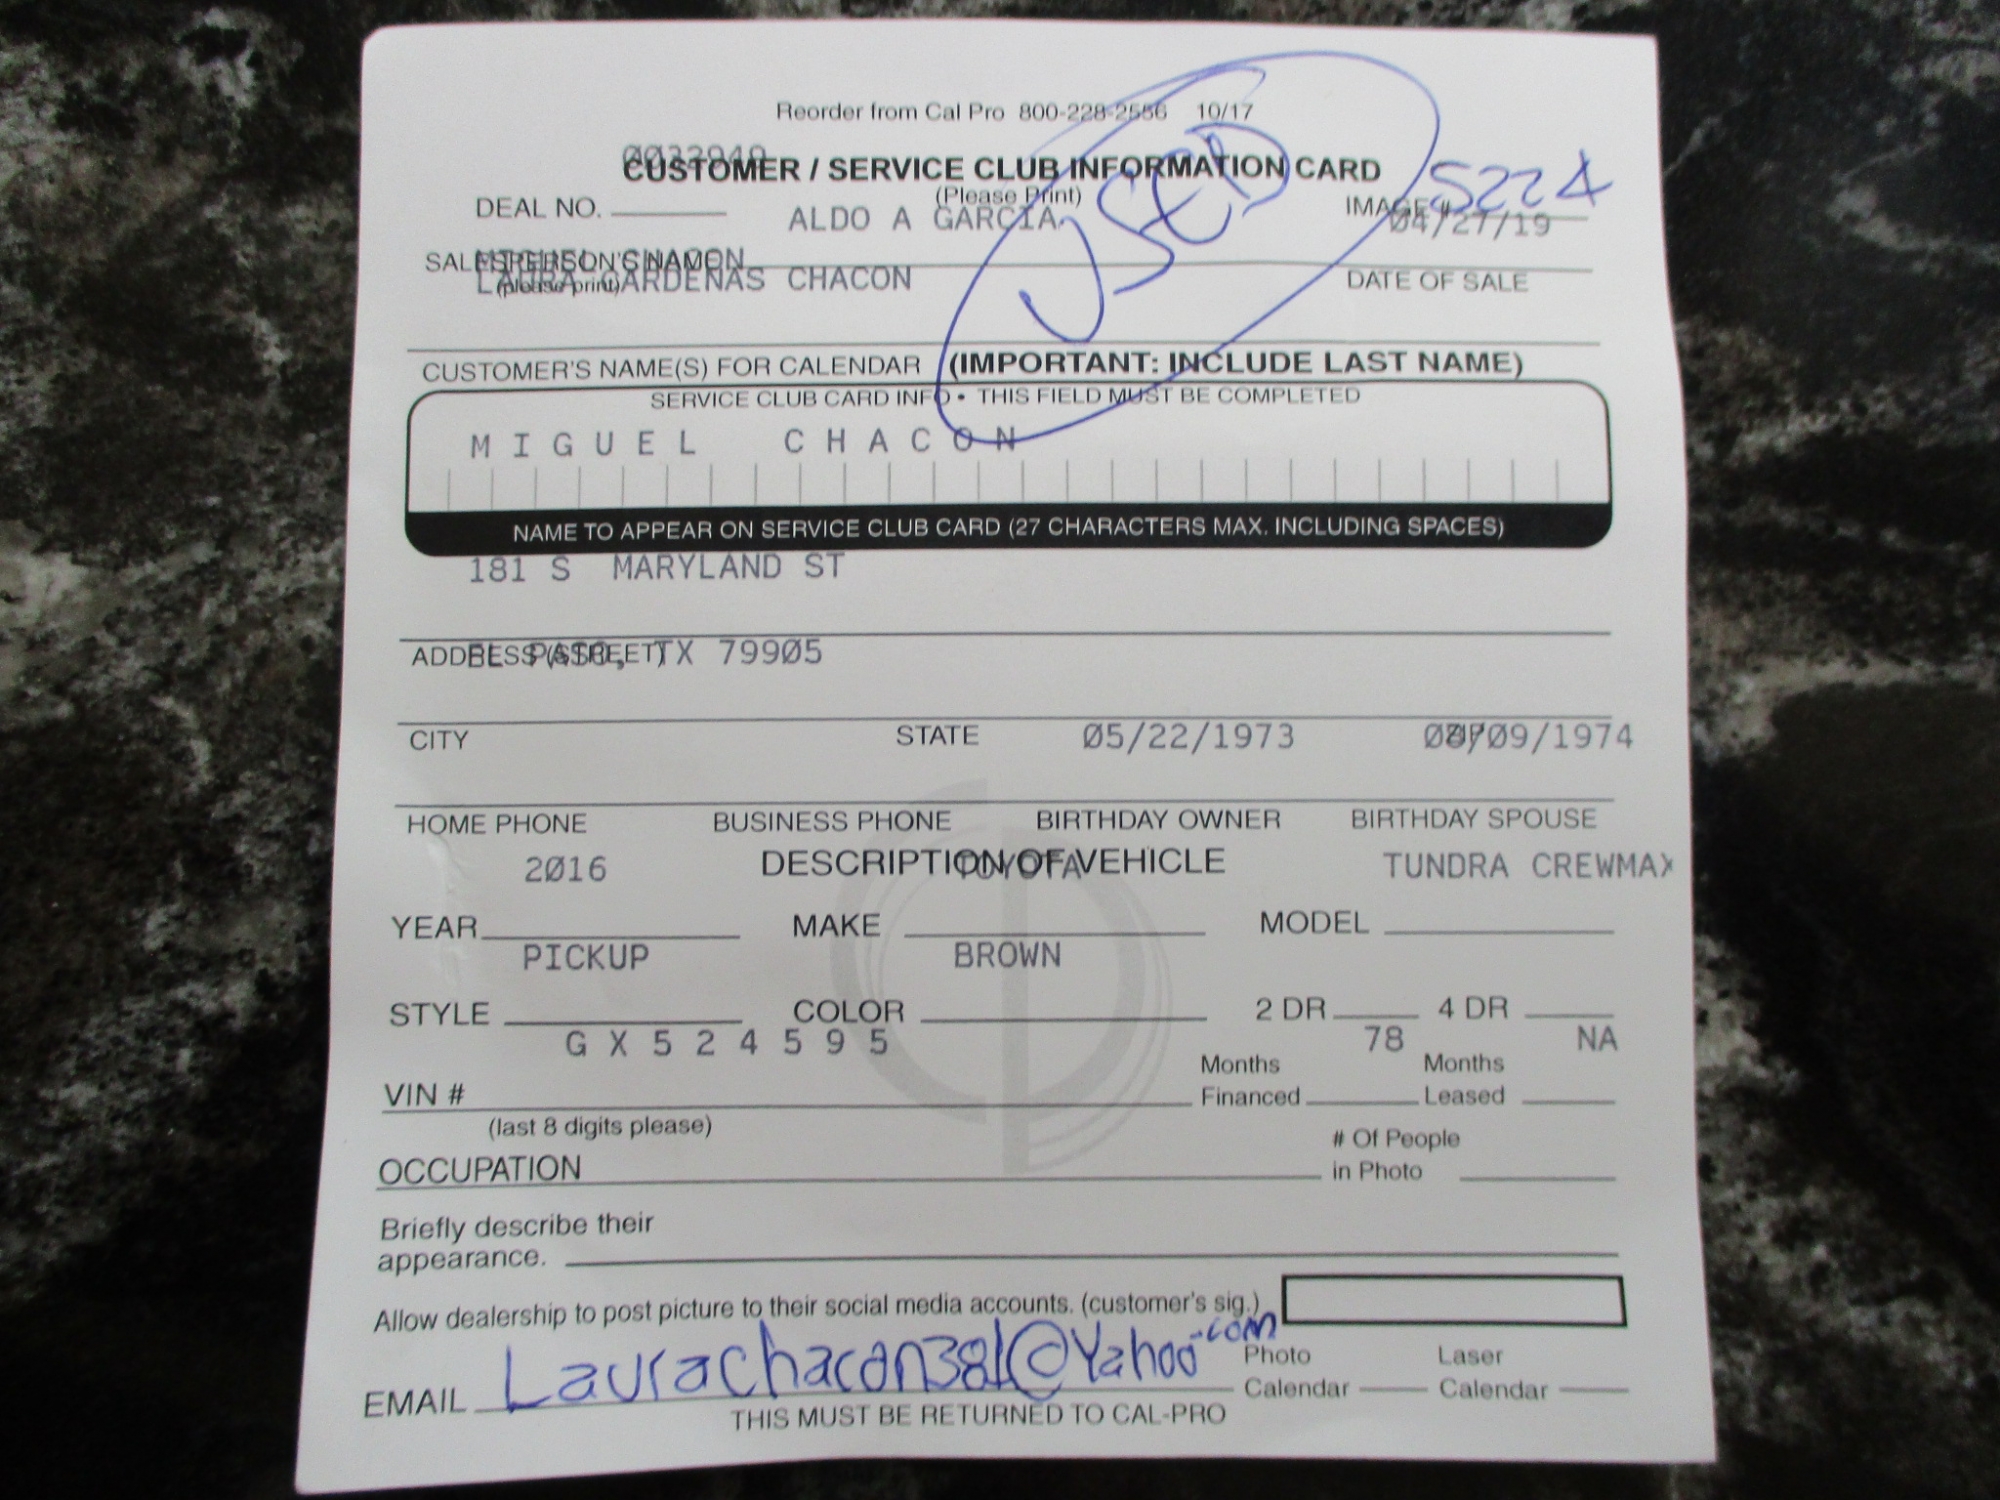 Reorder from Cal Pro 800-228-2556 10/17
CUSTOMER / SERVICE CLUB INFORMATION CARD
(Please Print)
USED
DEAL NO.
ALDO A GARCIA
IMAGE# 5224
04/27/19
SALESPERSON'S NAME MIGUEL CHACON
(please print)
LAURA CARDENAS CHACON
DATE OF SALE
CUSTOMER'S NAME(S) FOR CALENDAR (IMPORTANT: INCLUDE LAST NAME)
SERVICE CLUB CARD INFO • THIS FIELD MUST BE COMPLETED
MIGUEL CHACON
NAME TO APPEAR ON SERVICE CLUB CARD (27 CHARACTERS MAX. INCLUDING SPACES)
181 S MARYLAND ST
ADDRESS (STREET) EL PASO, TX 79905
CITY STATE 05/22/1973 /09/1974
HOME PHONE BUSINESS PHONE BIRTHDAY OWNER BIRTHDAY SPOUSE
DESCRIPTION OF VEHICLE
2016 TOYOTA TUNDRA CREWMAX
YEAR MAKE MODEL
PICKUP BROWN
STYLE COLOR 2 DR 4 DR
GX524595 78 NA
VIN # Months Financed Months Leased
(last 8 digits please)
OCCUPATION # Of People in Photo
Briefly describe their
appearance.
Allow dealership to post picture to their social media accounts. (customer's sig.)
EMAIL Laurachacon381@Yahoo.com Photo Calendar Laser Calendar
THIS MUST BE RETURNED TO CAL-PRO